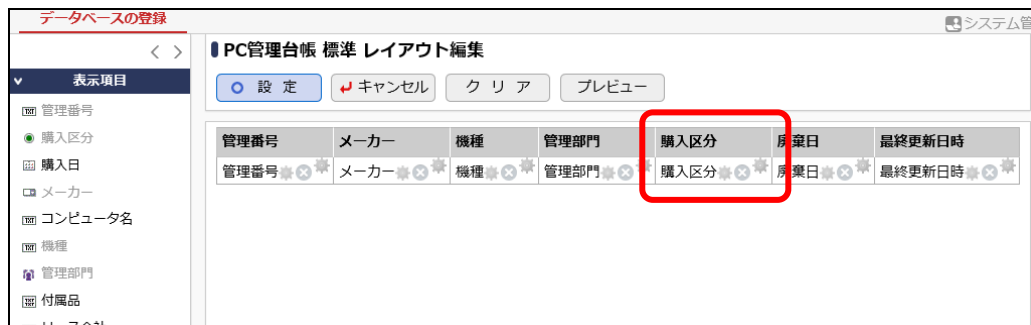 データベースの登録
システム管
PC管理台帳 標準 レイアウト編集
表示項目
設 定 キャンセル ク リ ア プレビュー
TXT 管理番号
購入区分
購入日
メーカー
TXT コンピュータ名
TXT 機種
管理部門
TXT 付属品
管理番号 メーカー 機種 管理部門 購入区分 廃棄日 最終更新日時
管理番号 メーカー 機種 管理部門 購入区分 廃棄日 最終更新日時